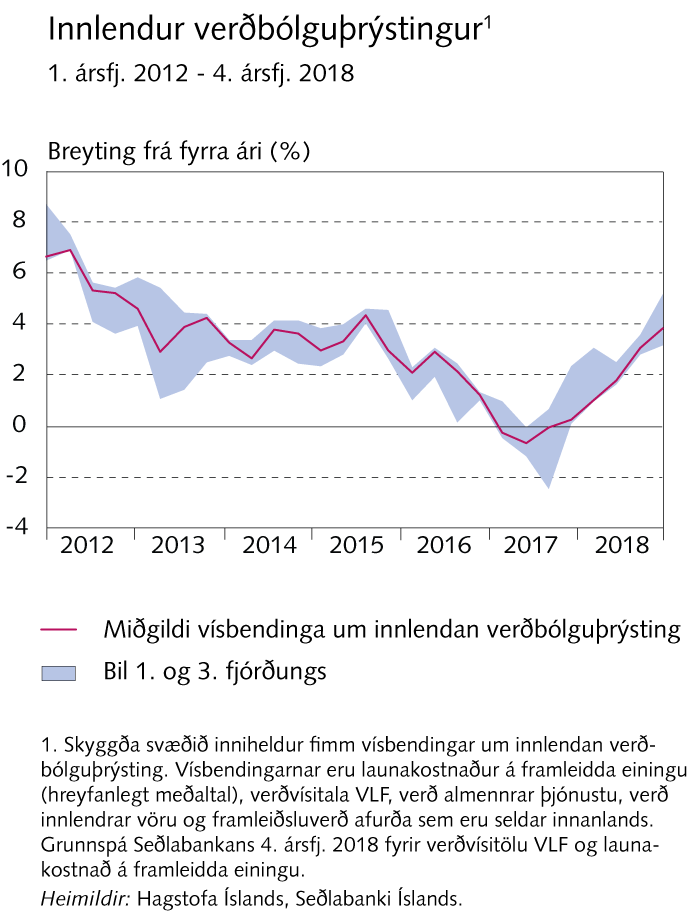 Innlendur verðbólguþrýstingur¹
1. ársfj. 2012 - 4. ársfj. 2018
Breyting frá fyrra ári (%)
10
8
6
4
2
0
-2
-4
2012 2013 2014 2015 2016 2017 2018
Miðgildi vísbendinga um innlendan verðbólguþrýsting
Bil 1. og 3. fjórðungs
1. Skyggða svæðið inniheldur fimm vísbendingar um innlendan verð-
bólguþrýsting. Vísbendingarnar eru launakostnaður á framleidda einingu
(hreyfanlegt meðaltal), verðvísitala VLF, verð almennrar þjónustu, verð
innlendrar vöru og framleiðsluverð afurða sem eru seldar innanlands.
Grunnspá Seðlabankans 4. ársfj. 2018 fyrir verðvísitölu VLF og launa-
kostnað á framleidda einingu.
Heimildir: Hagstofa Íslands, Seðlabanki Íslands.